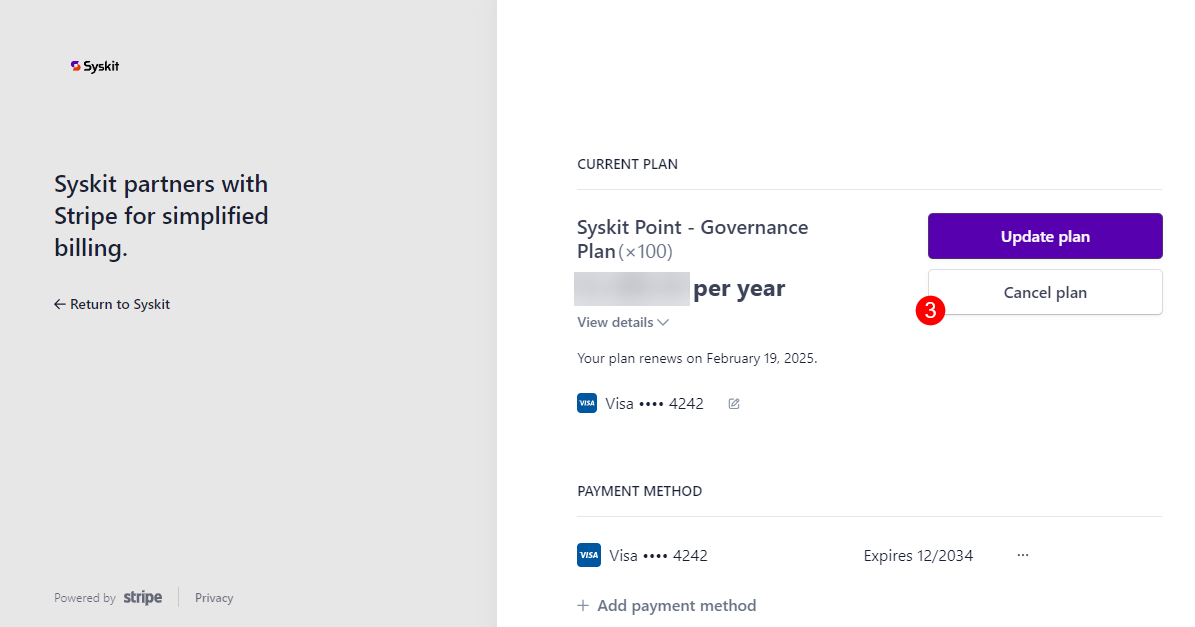 Syskit
Syskit partners with
Stripe for simplified
billing.
← Return to Syskit
Powered by stripe
Privacy
CURRENT PLAN
Syskit Point - Governance
Plan (×100)
per year
View details
Your plan renews on February 19, 2025.
VISA Visa •••• 4242
Update plan
Cancel plan
3
PAYMENT METHOD
VISA Visa •••• 4242 Expires 12/2034 ···
+ Add payment method